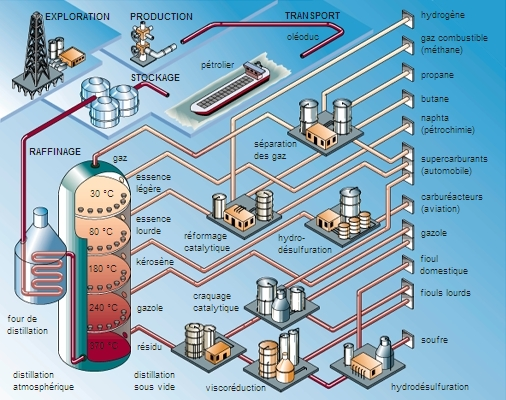 EXPLORATION
PRODUCTION
TRANSPORT
oléoduc
pétrolier
STOCKAGE
RAFFINAGE
gaz
essence
légère
essence
lourde
kérosène
gazole
résidu
30 °C
80 °C
180 °C
240 °C
370 °C
four de
distillation
distillation
atmosphérique
séparation
des gaz
réformage
catalytique
hydro-
désulfuration
craquage
catalytique
distillation
sous vide
viscoréduction
hydrodésulfuration
hydrogène
gaz combustible
(méthane)
propane
butane
naphta
(pétrochimie)
supercarburants
(automobile)
carburéacteurs
(aviation)
gazole
fioul
domestique
fiouls lourds
soufre